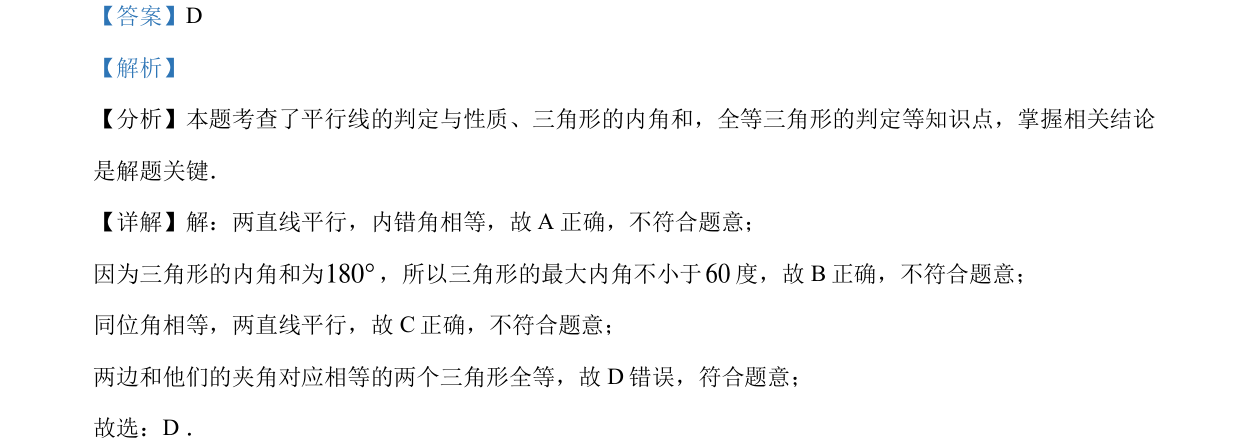 【答案】D
【解析】
【分析】本题考查了平行线的判定与性质、三角形的内角和，全等三角形的判定等知识点，掌握相关结论
是解题关键．
【详解】解：两直线平行，内错角相等，故 A 正确，不符合题意；
因为三角形的内角和为180°，所以三角形的最大内角不小于60度，故 B 正确，不符合题意；
同位角相等，两直线平行，故 C 正确，不符合题意；
两边和他们的夹角对应相等的两个三角形全等，故 D 错误，符合题意；
故选：D．